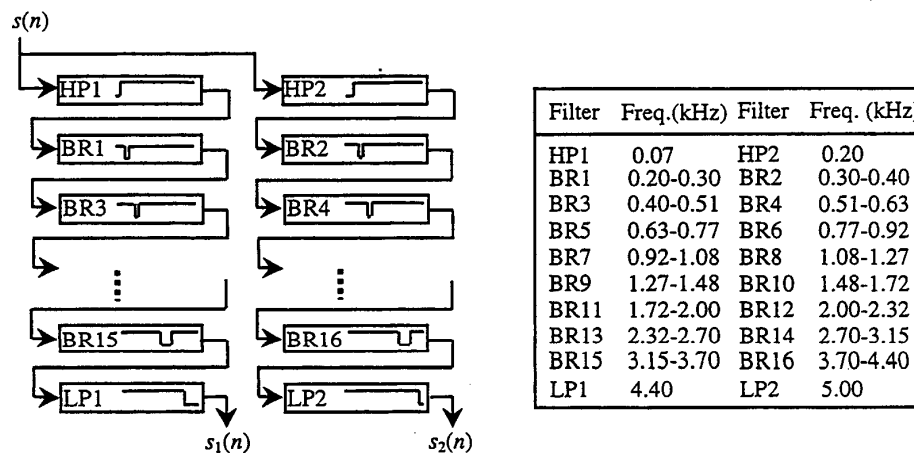 s(n)
HP1 HP2
BR1 BR2
BR3 BR4
BR15 BR16
LP1 LP2
s1(n) s2(n)
Filter Freq.(kHz) Filter Freq. (kHz)
HP1 0.07 HP2 0.20
BR1 0.20-0.30 BR2 0.30-0.40
BR3 0.40-0.51 BR4 0.51-0.63
BR5 0.63-0.77 BR6 0.77-0.92
BR7 0.92-1.08 BR8 1.08-1.27
BR9 1.27-1.48 BR10 1.48-1.72
BR11 1.72-2.00 BR12 2.00-2.32
BR13 2.32-2.70 BR14 2.70-3.15
BR15 3.15-3.70 BR16 3.70-4.40
LP1 4.40 LP2 5.00